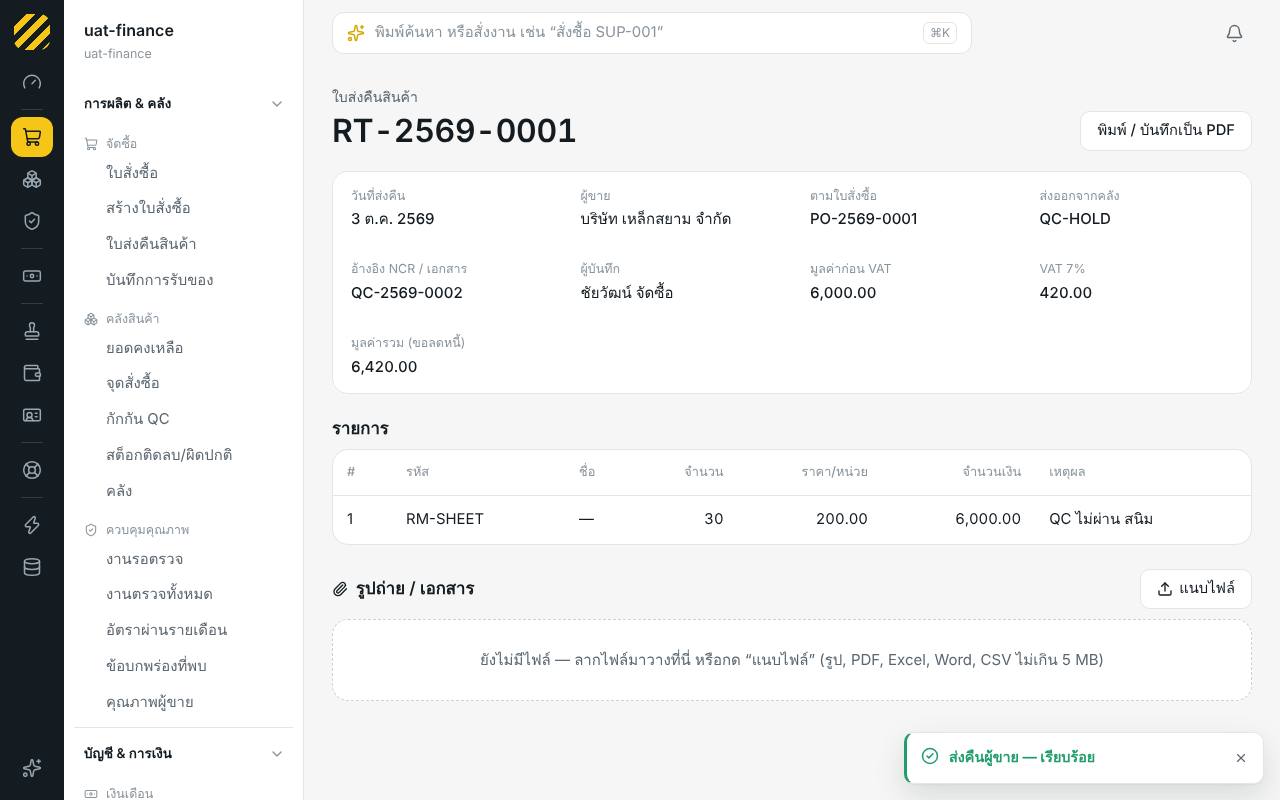 uat-finance
uat-finance
การผลิต & คลัง
จัดซื้อ
ใบสั่งซื้อ
สร้างใบสั่งซื้อ
ใบส่งคืนสินค้า
บันทึกการรับของ
คลังสินค้า
ยอดคงเหลือ
จุดสั่งซื้อ
กักกัน QC
สต็อกติดลบ/ผิดปกติ
คลัง
ควบคุมคุณภาพ
งานรอตรวจ
งานตรวจทั้งหมด
อัตราผ่านรายเดือน
ข้อบกพร่องที่พบ
คุณภาพผู้ขาย
บัญชี & การเงิน
เงินเดือน
พิมพ์ค้นหา หรือสั่งงาน เช่น “สั่งซื้อ SUP-001”
⌘K
ใบส่งคืนสินค้า
RT-2569-0001
พิมพ์ / บันทึกเป็น PDF
วันที่ส่งคืน ผู้ขาย ตามใบสั่งซื้อ ส่งออกจากคลัง
3 ต.ค. 2569 บริษัท เหล็กสยาม จำกัด PO-2569-0001 QC-HOLD
อ้างอิง NCR / เอกสาร ผู้บันทึก มูลค่าก่อน VAT VAT 7%
QC-2569-0002 ชัยวัฒน์ จัดซื้อ 6,000.00 420.00
มูลค่ารวม (ขอลดหนี้)
6,420.00
รายการ
# รหัส ชื่อ จำนวน ราคา/หน่วย จำนวนเงิน เหตุผล
1 RM-SHEET — 30 200.00 6,000.00 QC ไม่ผ่าน สนิม
รูปถ่าย / เอกสาร
แนบไฟล์
ยังไม่มีไฟล์ — ลากไฟล์มาวางที่นี่ หรือกด “แนบไฟล์” (รูป, PDF, Excel, Word, CSV ไม่เกิน 5 MB)
ส่งคืนผู้ขาย — เรียบร้อย